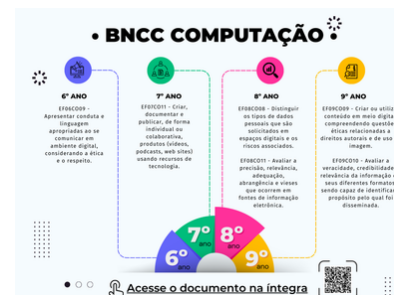 • BNCC COMPUTAÇÃO •
6º ANO
EF06CO09 -
Apresentar conduta e
linguagem
apropriadas ao se
comunicar em
ambiente digital,
considerando a ética
e o respeito.
7º ANO
EF07CO11 - Criar,
documentar e
publicar, de forma
individual ou
colaborativa,
produtos (vídeos,
podcasts, web sites)
usando recursos de
tecnologia.
8º ANO
EF08CO08 - Distinguir
os tipos de dados
pessoais que são
solicitados em
espaços digitais e os
riscos associados.
EF08CO11 - Avaliar a
precisão, relevância,
adequação,
abrangência e vieses
que ocorrem em
fontes de informação
eletrônica.
9º ANO
EF09CO09 - Criar ou utiliz
conteúdo em meio digita
compreendendo questõe
éticas relacionadas a
direitos autorais e de uso
imagem.
EF09CO10 - Avaliar a
veracidade, credibilidade
relevância da informação
seus diferentes formatos
sendo capaz de identifica
propósito pelo qual foi
disseminada.
6º ano
7º ano
8º ano
9º ano
Acesse o documento na íntegra